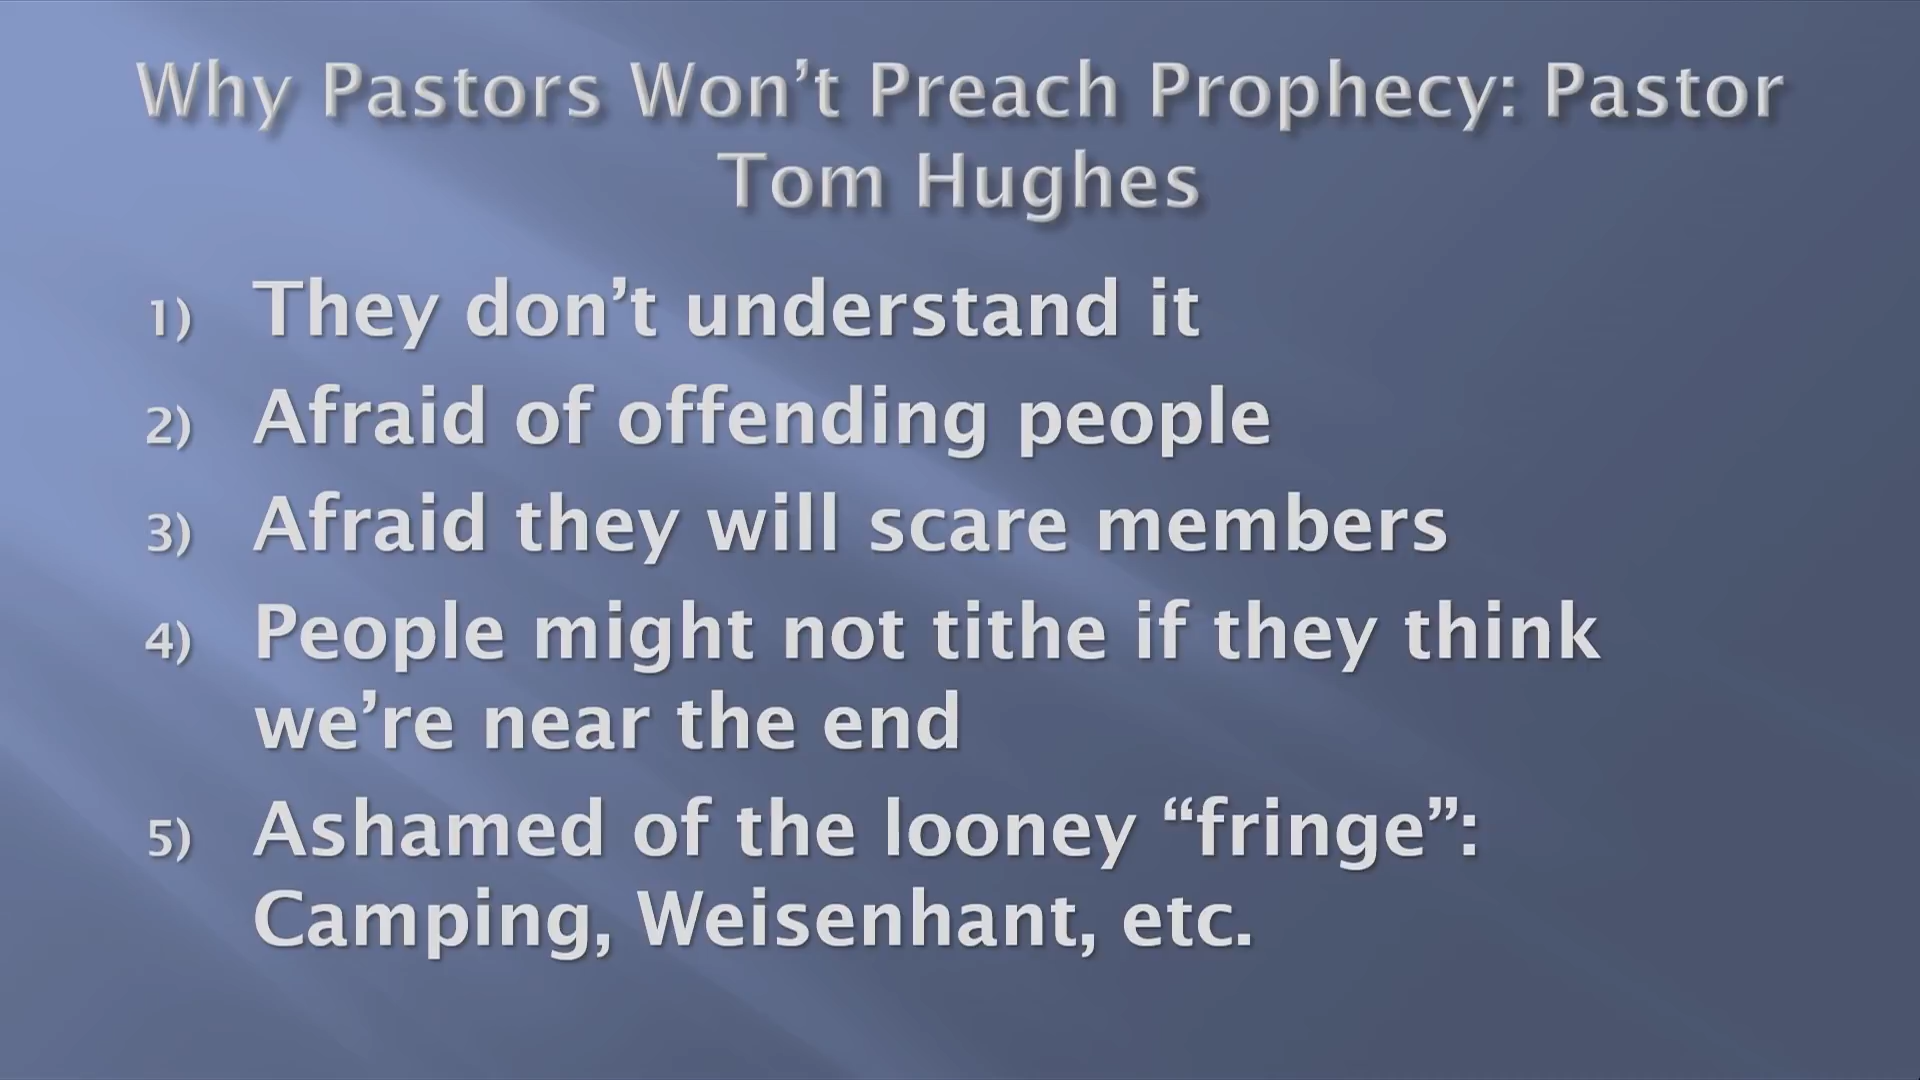 Why Pastors Won’t Preach Prophecy: Pastor
Tom Hughes
1) They don’t understand it
2) Afraid of offending people
3) Afraid they will scare members
4) People might not tithe if they think
we’re near the end
5) Ashamed of the looney “fringe”:
Camping, Weisenhant, etc.